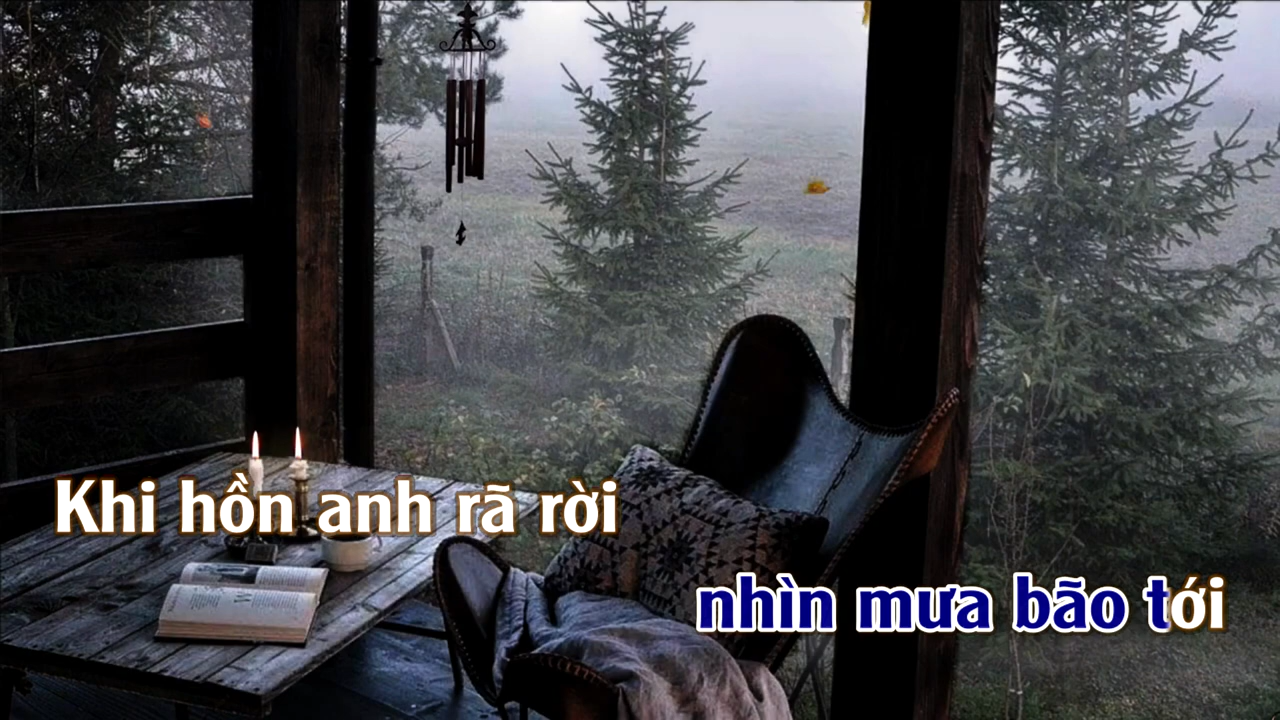 Khi hồn anh rã rời
nhìn mưa bão tới